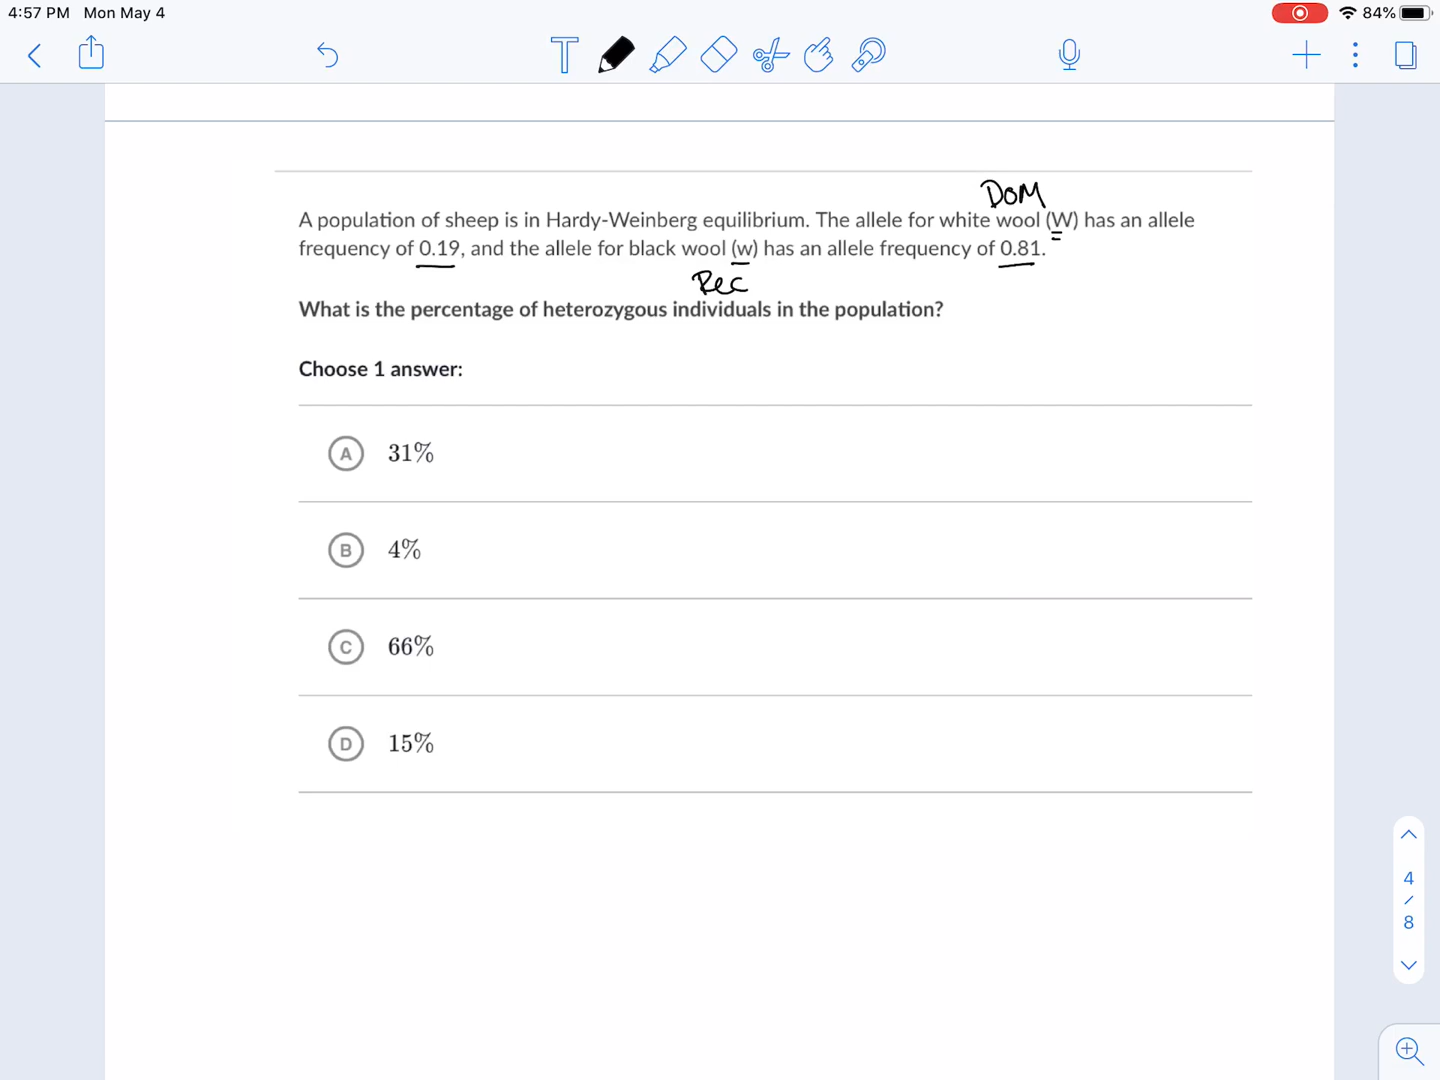 4:57 PM Mon May 4
84%
T
DOM
A population of sheep is in Hardy-Weinberg equilibrium. The allele for white wool (W) has an allele
frequency of 0.19, and the allele for black wool (w) has an allele frequency of 0.81.
Rec
What is the percentage of heterozygous individuals in the population?
Choose 1 answer:
A 31%
B 4%
C 66%
D 15%
4
/
8